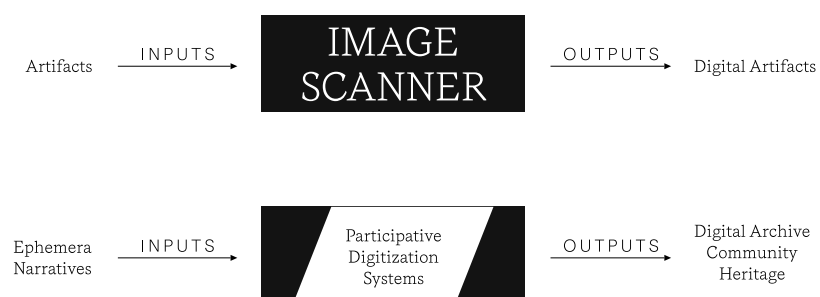 Artifacts
INPUTS
IMAGE
SCANNER
OUTPUTS
Digital Artifacts
Ephemera
Narratives
INPUTS
Participative
Digitization
Systems
OUTPUTS
Digital Archive
Community
Heritage